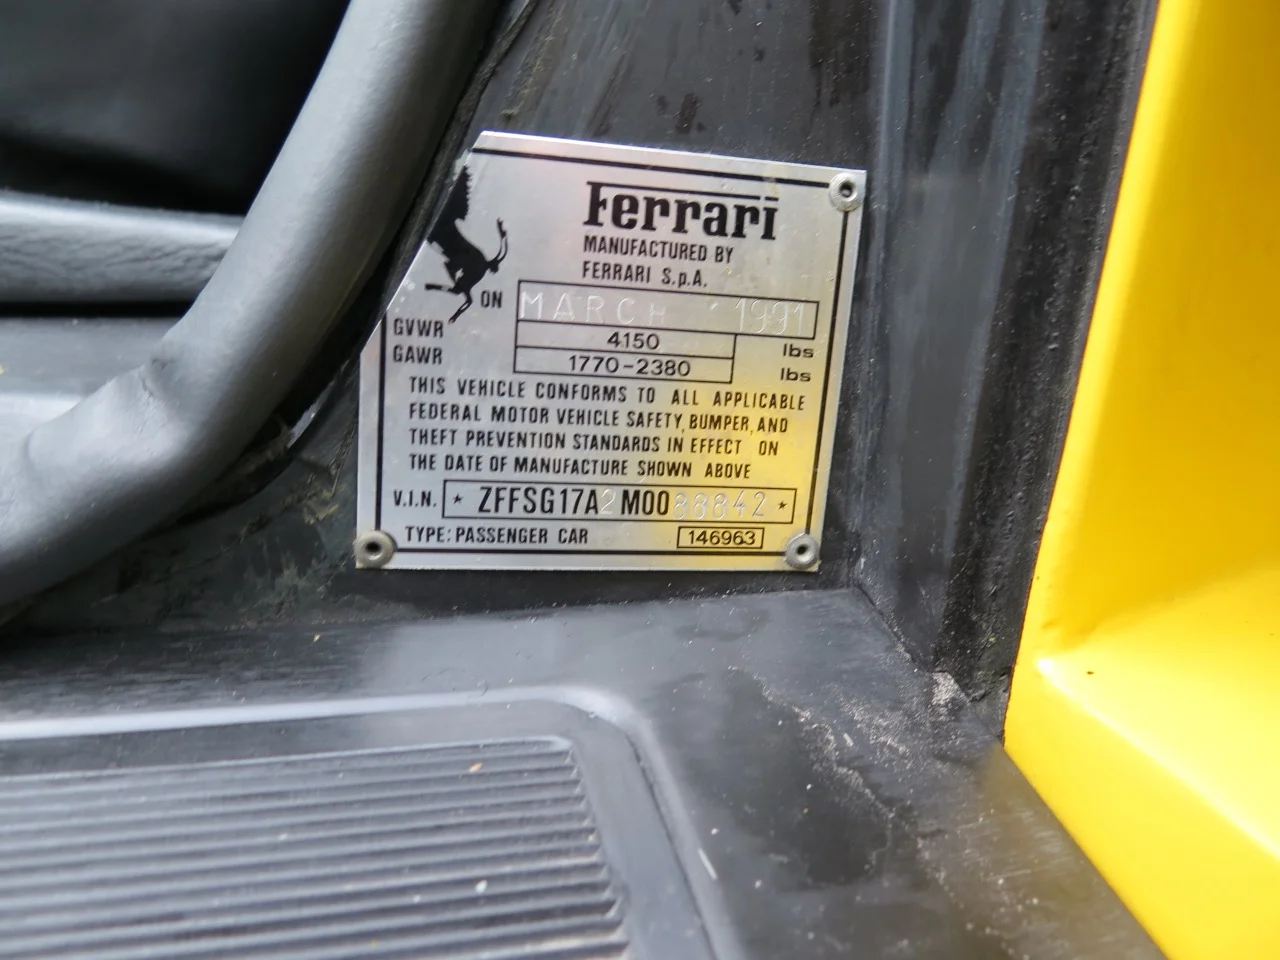 Ferrari
MANUFACTURED BY
FERRARI S.p.A.
ON MARCH 1991
GVWR 4150 lbs
GAWR 1770-2380 lbs
THIS VEHICLE CONFORMS TO ALL APPLICABLE
FEDERAL MOTOR VEHICLE SAFETY, BUMPER, AND
THEFT PREVENTION STANDARDS IN EFFECT ON
THE DATE OF MANUFACTURE SHOWN ABOVE
V.I.N. * ZFFSG17A2M0088842 *
TYPE: PASSENGER CAR 146963